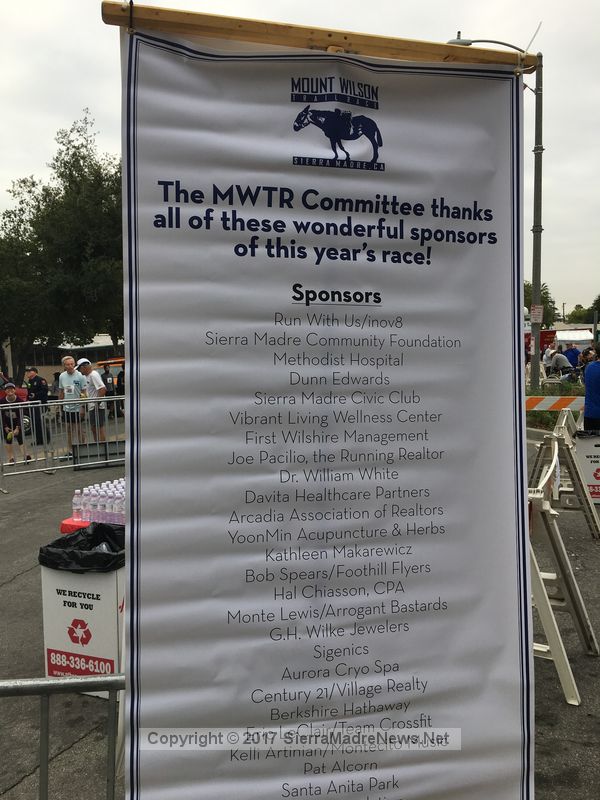 MOUNT WILSON
TRAIL RACE
SIERRA MADRE, CA
The MWTR Committee thanks
all of these wonderful sponsors
of this year's race!
Sponsors
Run With Us/inov8
Sierra Madre Community Foundation
Methodist Hospital
Dunn Edwards
Sierra Madre Civic Club
Vibrant Living Wellness Center
First Wilshire Management
Joe Pacilio, the Running Realtor
Dr. William White
Davita Healthcare Partners
Arcadia Association of Realtors
YoonMin Acupuncture & Herbs
Kathleen Makarewicz
Bob Spears/Foothill Flyers
Hal Chiasson, CPA
Monte Lewis/Arrogant Bastards
G.H. Wilke Jewelers
Sigenics
Aurora Cryo Spa
Century 21/Village Realty
Berkshire Hathaway
LeClair/Team Crossfit
Copyright © 2017 SierraMadreNews.Net
Kelli Artinian/Montecito Music
Pat Alcorn
Santa Anita Park
WE RECYCLE
FOR YOU
888-336-6100